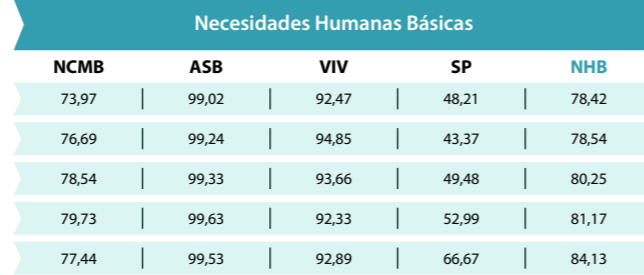 Necesidades Humanas Básicas
NCMB ASB VIV SP NHB
73,97 | 99,02 | 92,47 | 48,21 | 78,42
76,69 | 99,24 | 94,85 | 43,37 | 78,54
78,54 | 99,33 | 93,66 | 49,48 | 80,25
79,73 | 99,63 | 92,33 | 52,99 | 81,17
77,44 | 99,53 | 92,89 | 66,67 | 84,13